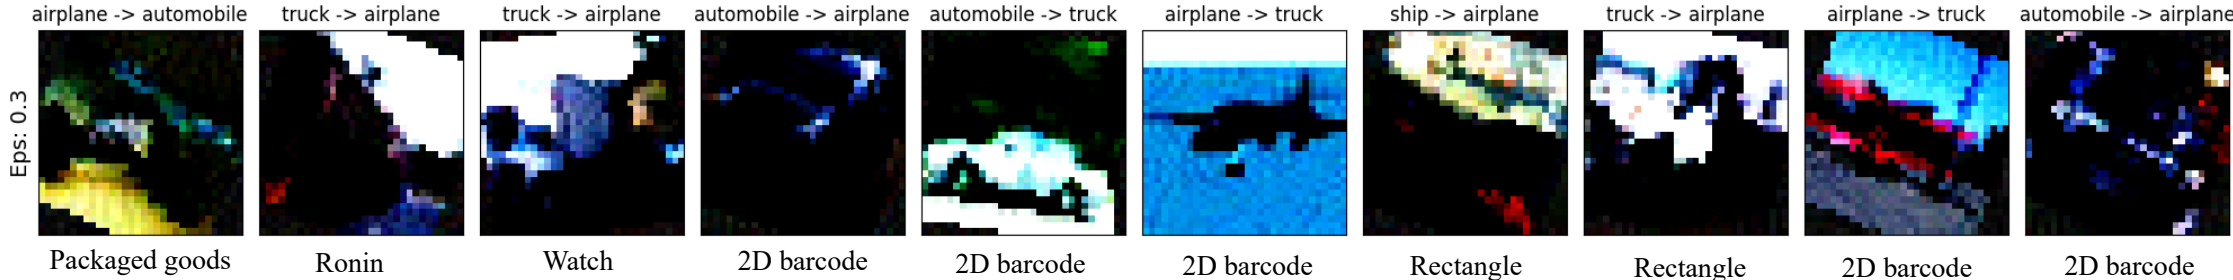 airplane -> automobile
truck -> airplane
truck -> airplane
automobile -> airplane
automobile -> truck
airplane -> truck
ship -> airplane
truck -> airplane
airplane -> truck
automobile -> airplane
Eps: 0.3
Packaged goods
Ronin
Watch
2D barcode
2D barcode
2D barcode
Rectangle
Rectangle
2D barcode
2D barcode